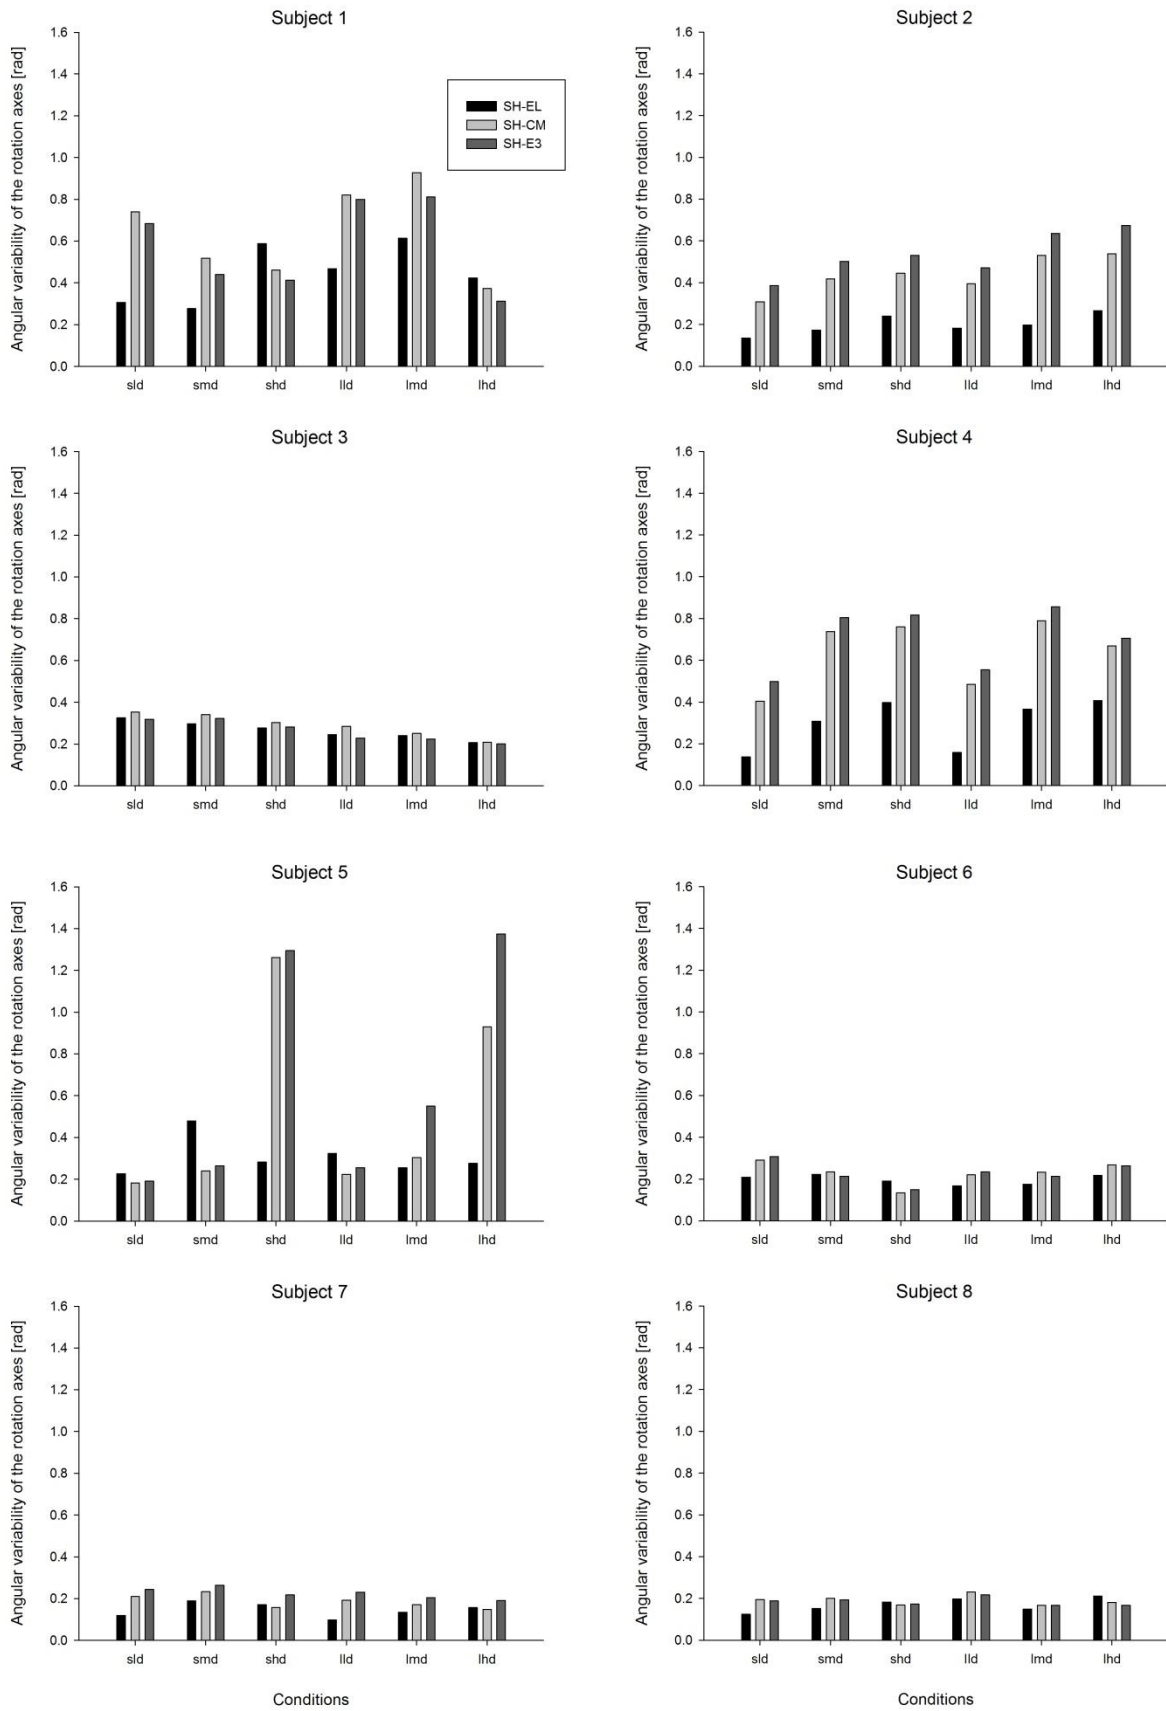 Subject 1
Angular variability of the rotation axes [rad]
1.6
1.4
1.2
1.0
0.8
0.6
0.4
0.2
0.0
SH-EL
SH-CM
SH-E3
sld smd shd lld lmd lhd
Subject 2
Angular variability of the rotation axes [rad]
1.6
1.4
1.2
1.0
0.8
0.6
0.4
0.2
0.0
sld smd shd lld lmd lhd
Subject 3
Angular variability of the rotation axes [rad]
1.6
1.4
1.2
1.0
0.8
0.6
0.4
0.2
0.0
sld smd shd lld lmd lhd
Subject 4
Angular variability of the rotation axes [rad]
1.6
1.4
1.2
1.0
0.8
0.6
0.4
0.2
0.0
sld smd shd lld lmd lhd
Subject 5
Angular variability of the rotation axes [rad]
1.6
1.4
1.2
1.0
0.8
0.6
0.4
0.2
0.0
sld smd shd lld lmd lhd
Subject 6
Angular variability of the rotation axes [rad]
1.6
1.4
1.2
1.0
0.8
0.6
0.4
0.2
0.0
sld smd shd lld lmd lhd
Subject 7
Angular variability of the rotation axes [rad]
1.6
1.4
1.2
1.0
0.8
0.6
0.4
0.2
0.0
sld smd shd lld lmd lhd
Conditions
Subject 8
Angular variability of the rotation axes [rad]
1.6
1.4
1.2
1.0
0.8
0.6
0.4
0.2
0.0
sld smd shd lld lmd lhd
Conditions